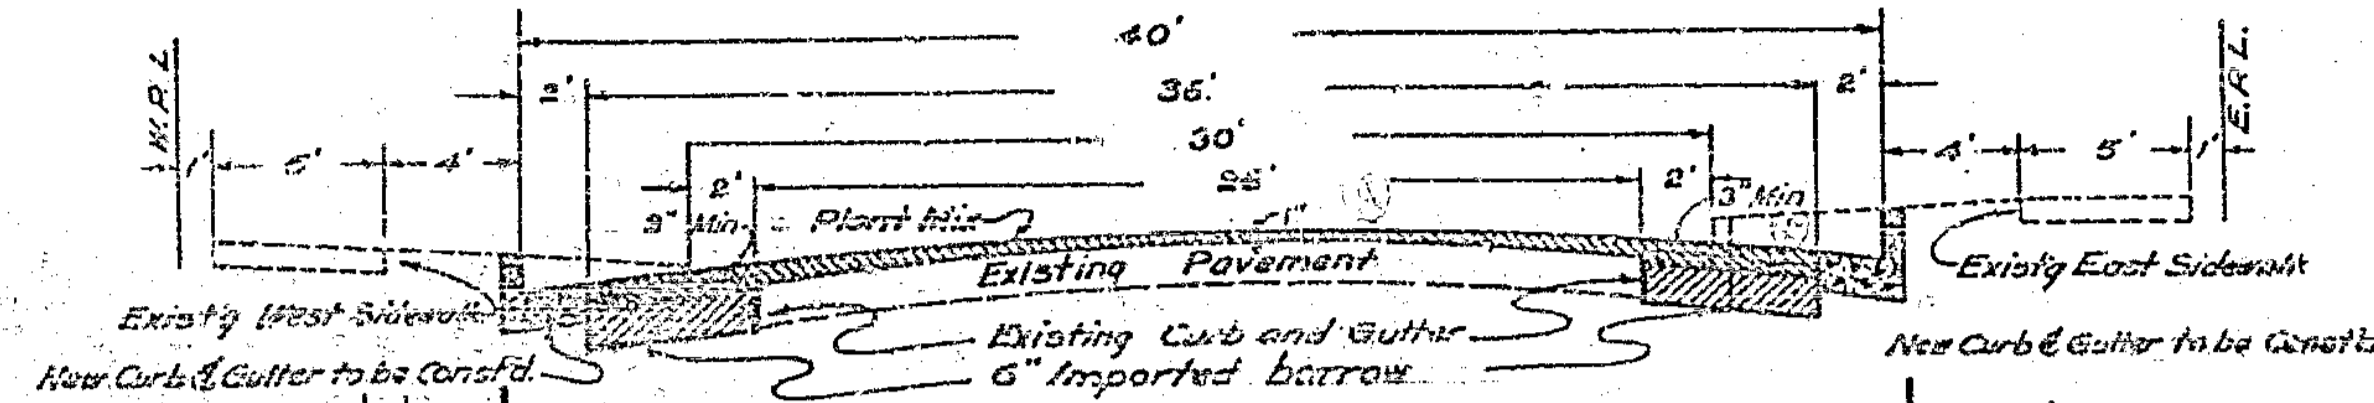 40'
W.P.L.
E.P.L.
2' 36' 2'
30'
1' 5' 4' 4' 5' 1'
2' 26' 2'
3" Min. Plant Mix 1" 3" Min
Existing Pavement
Exist'g West Sidewalk
Exist'g East Sidewalk
Existing Curb and Gutter
New Curb & Gutter to be Const'd.
New Curb & Gutter to be Const'd
6" Imported borrow